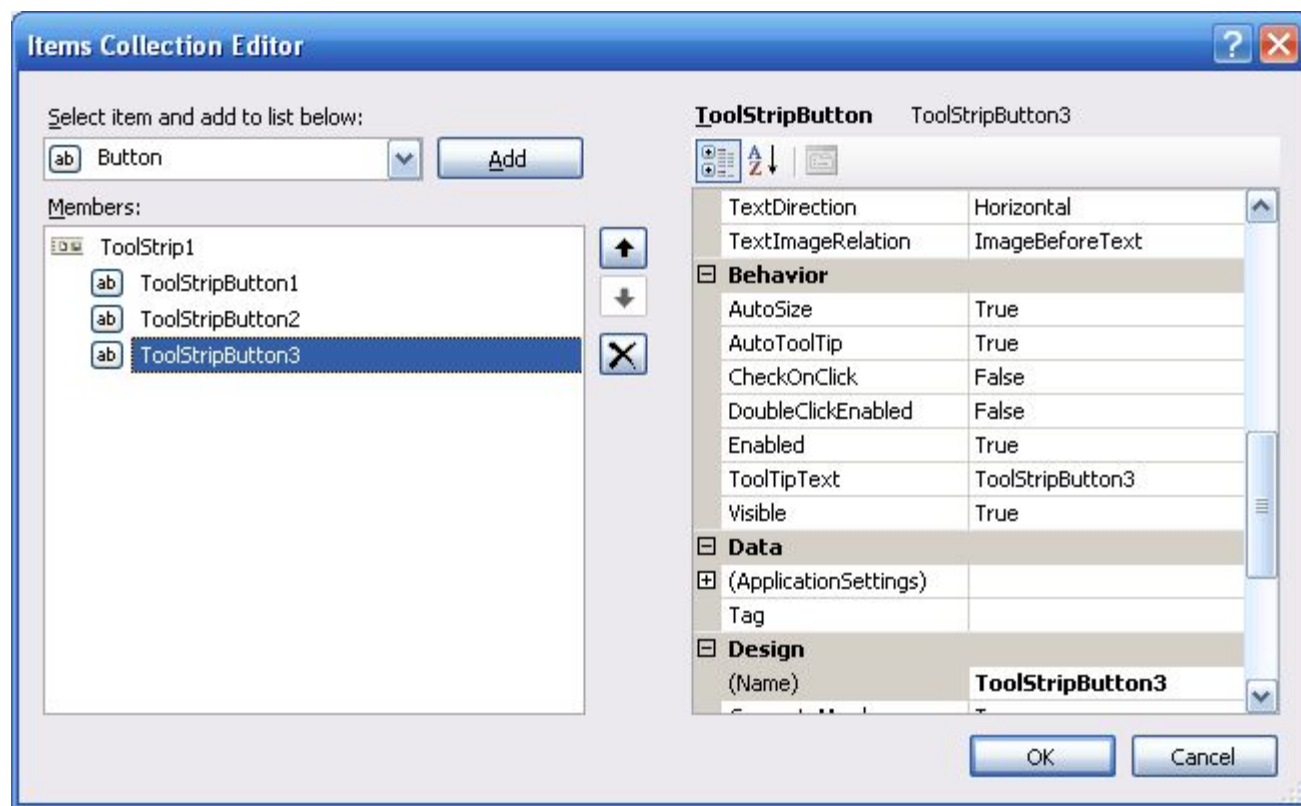 Items Collection Editor
Select item and add to list below:
ab Button
Add
Members:
ToolStrip1
ab ToolStripButton1
ab ToolStripButton2
ab ToolStripButton3
ToolStripButton ToolStripButton3
AZ
TextDirection Horizontal
TextImageRelation ImageBeforeText
Behavior
AutoSize True
AutoToolTip True
CheckOnClick False
DoubleClickEnabled False
Enabled True
ToolTipText ToolStripButton3
Visible True
Data
(ApplicationSettings)
Tag
Design
(Name) ToolStripButton3
OK Cancel